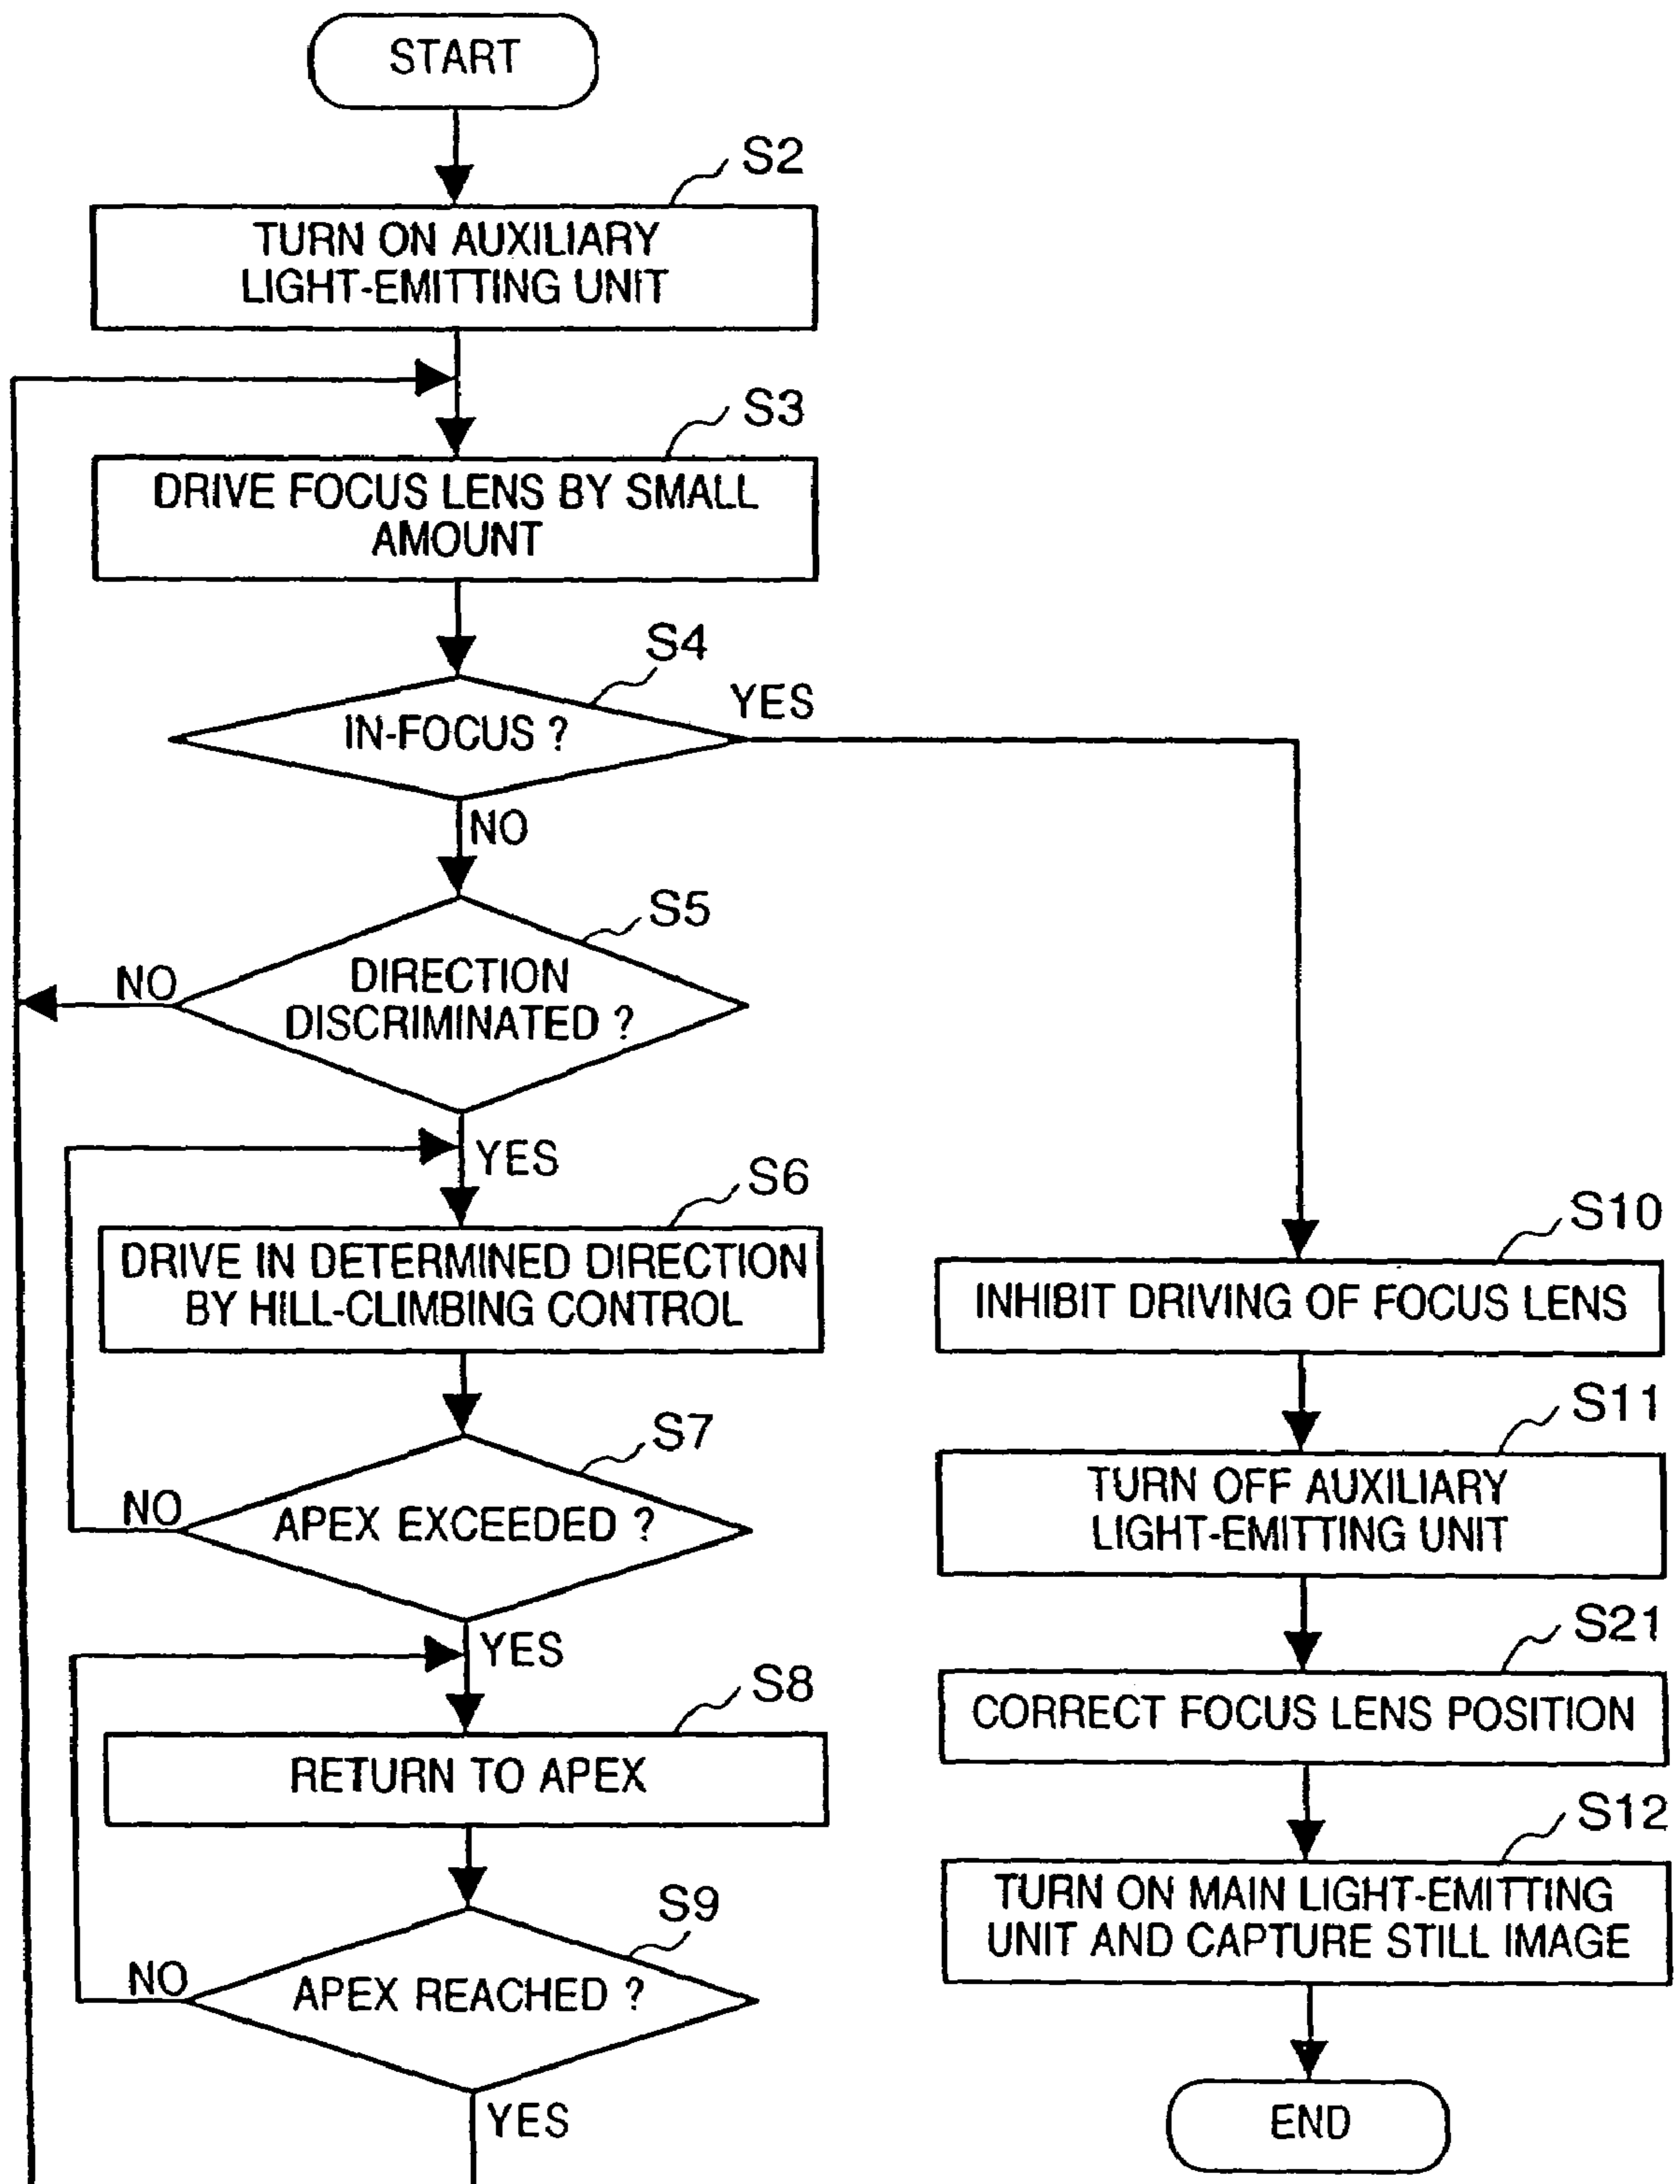 START
S2
TURN ON AUXILIARY
LIGHT-EMITTING UNIT
S3
DRIVE FOCUS LENS BY SMALL
AMOUNT
S4
IN-FOCUS ?
YES
NO
S5
DIRECTION
DISCRIMINATED ?
NO
YES
S6
DRIVE IN DETERMINED DIRECTION
BY HILL-CLIMBING CONTROL
S7
APEX EXCEEDED ?
NO
YES
S8
RETURN TO APEX
S9
APEX REACHED ?
NO
YES
S10
INHIBIT DRIVING OF FOCUS LENS
S11
TURN OFF AUXILIARY
LIGHT-EMITTING UNIT
S21
CORRECT FOCUS LENS POSITION
S12
TURN ON MAIN LIGHT-EMITTING
UNIT AND CAPTURE STILL IMAGE
END